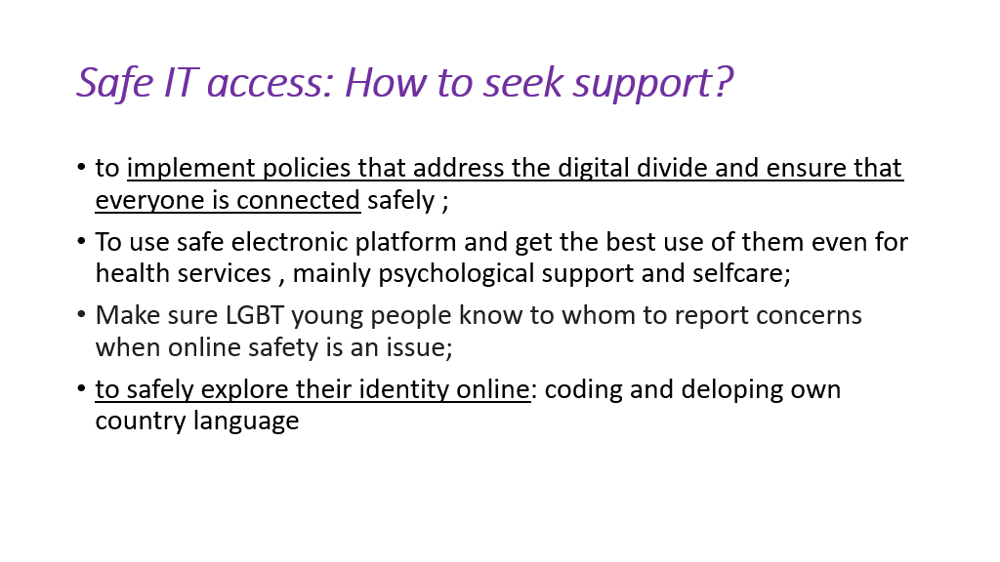 Safe IT access: How to seek support?
• to implement policies that address the digital divide and ensure that
everyone is connected safely ;
• To use safe electronic platform and get the best use of them even for
health services , mainly psychological support and selfcare;
• Make sure LGBT young people know to whom to report concerns
when online safety is an issue;
• to safely explore their identity online: coding and deloping own
country language